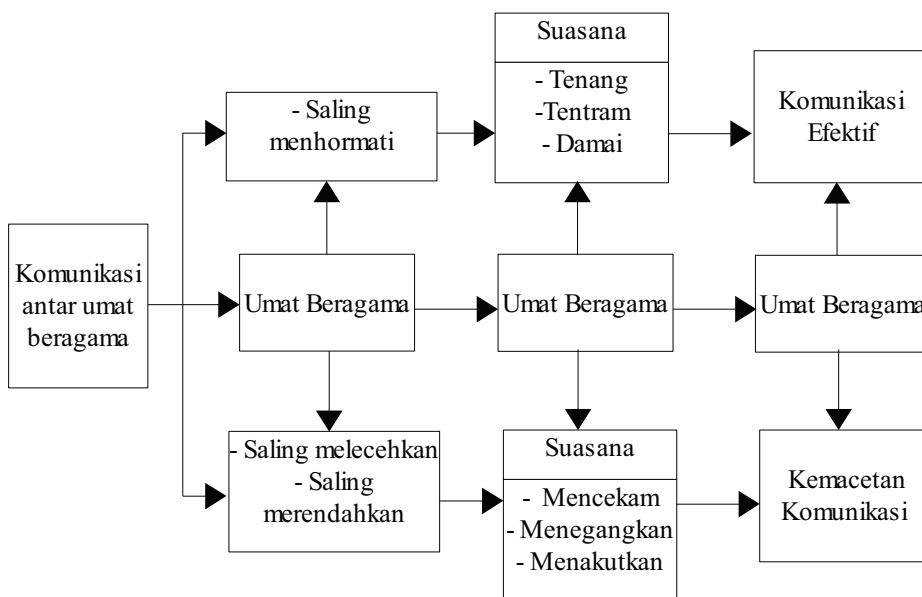 Komunikasi
antar umat
beragama
- Saling
menhormati
Suasana
- Tenang
-Tentram
- Damai
Komunikasi
Efektif
Umat Beragama
Umat Beragama
Umat Beragama
- Saling melecehkan
- Saling
merendahkan
Suasana
- Mencekam
- Menegangkan
- Menakutkan
Kemacetan
Komunikasi